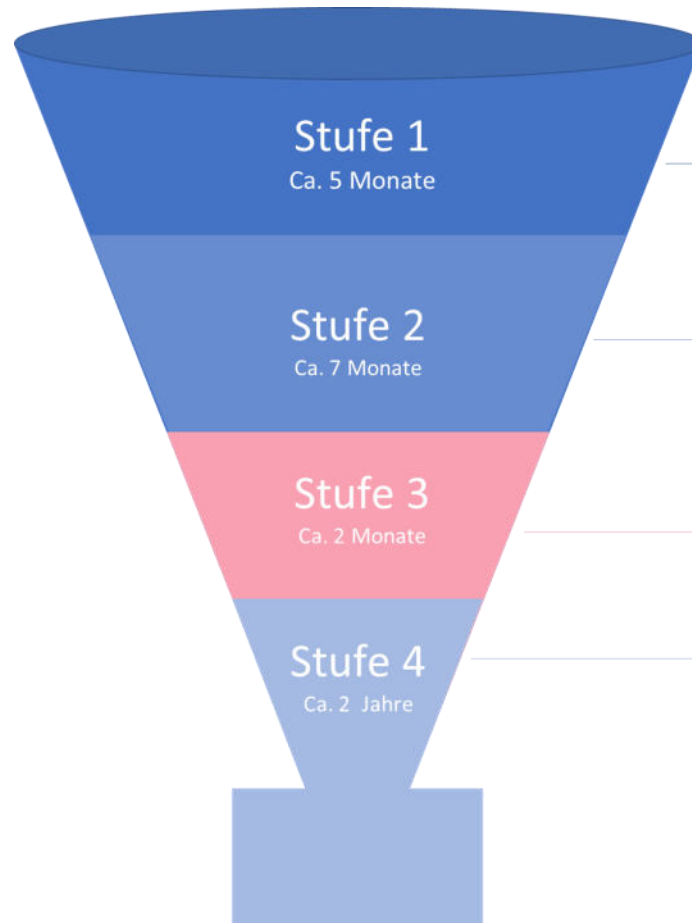 Stufe 1
Ca. 5 Monate
Stufe 2
Ca. 7 Monate
Stufe 3
Ca. 2 Monate
Stufe 4
Ca. 2  Jahre